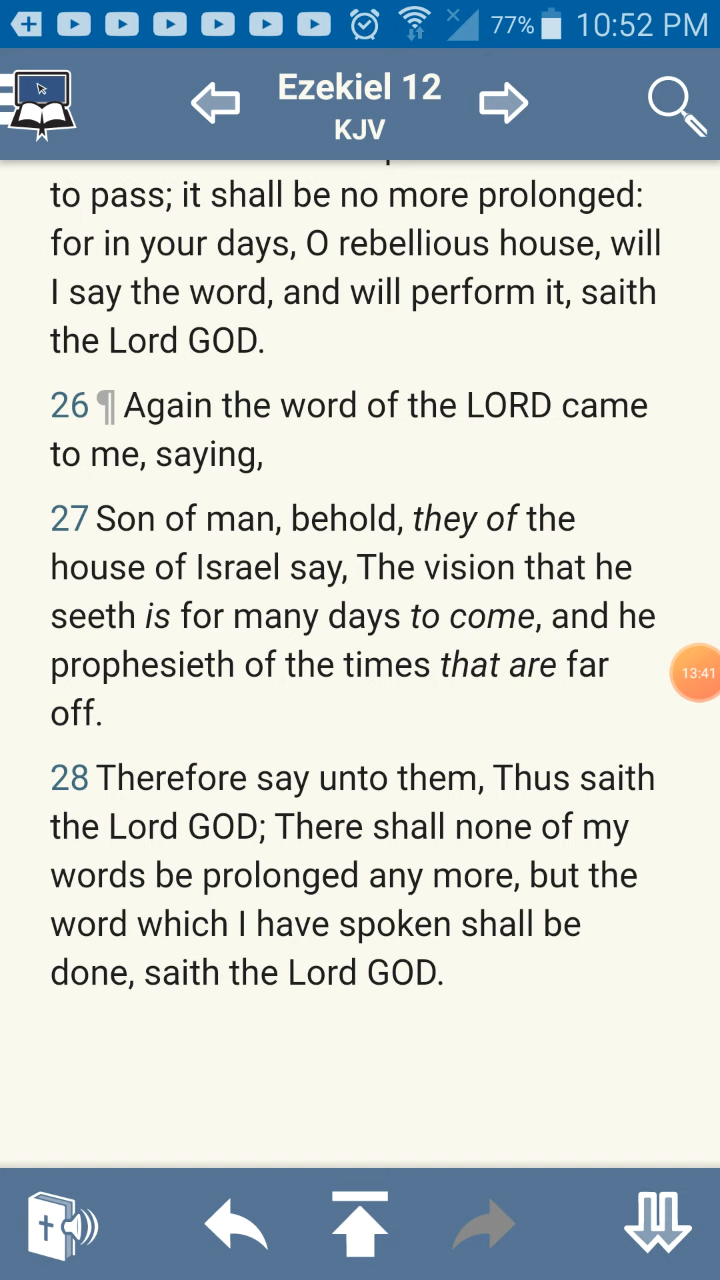 77% 10:52 PM
Ezekiel 12
KJV
to pass; it shall be no more prolonged:
for in your days, O rebellious house, will
I say the word, and will perform it, saith
the Lord GOD.
26 ¶ Again the word of the LORD came
to me, saying,
27 Son of man, behold, they of the
house of Israel say, The vision that he
seeth is for many days to come, and he
prophesieth of the times that are far
13:41
off.
28 Therefore say unto them, Thus saith
the Lord GOD; There shall none of my
words be prolonged any more, but the
word which I have spoken shall be
done, saith the Lord GOD.